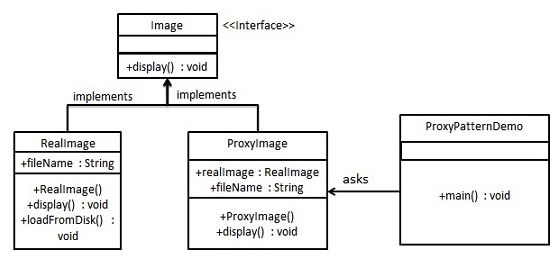 Image
<<Interface>>
+display() : void
implements
implements
RealImage
+fileName : String
+RealImage()
+display() : void
+loadFromDisk() :
void
ProxyImage
+realImage : RealImage
+fileName : String
+ProxyImage()
+display() : void
asks
ProxyPatternDemo
+main() : void